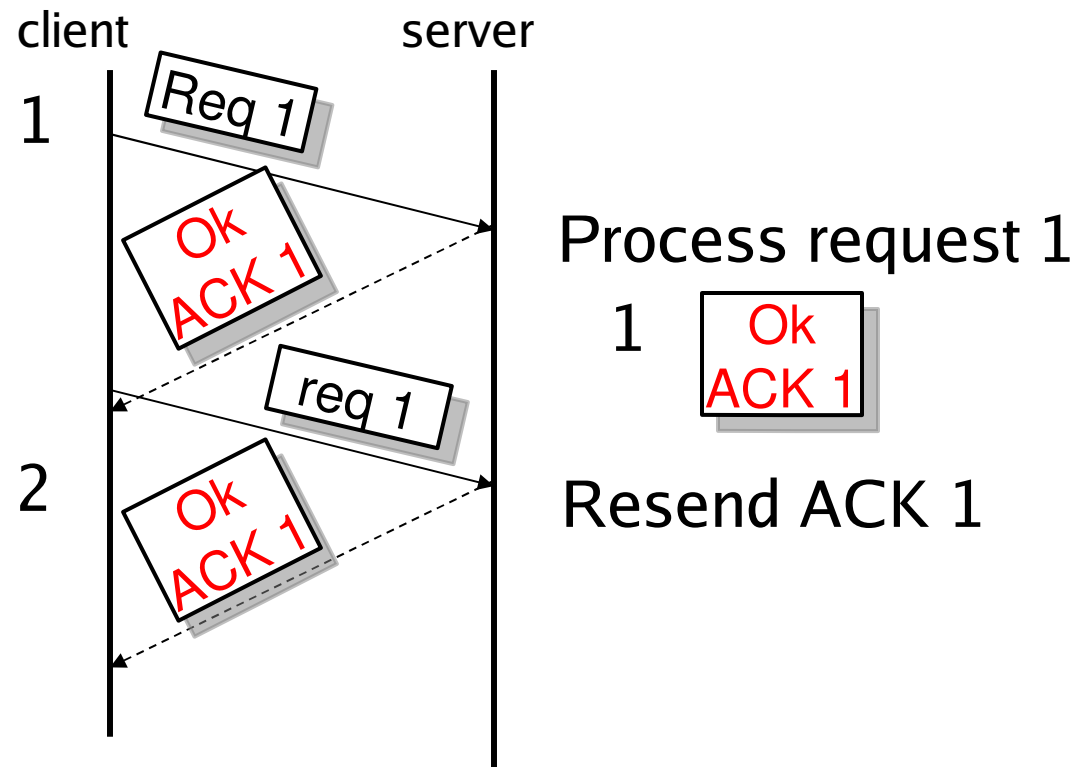 client
server
1
Req 1
Ok
ACK 1
Process request 1
1
Ok
ACK 1
req 1
2
Ok
ACK 1
Resend ACK 1